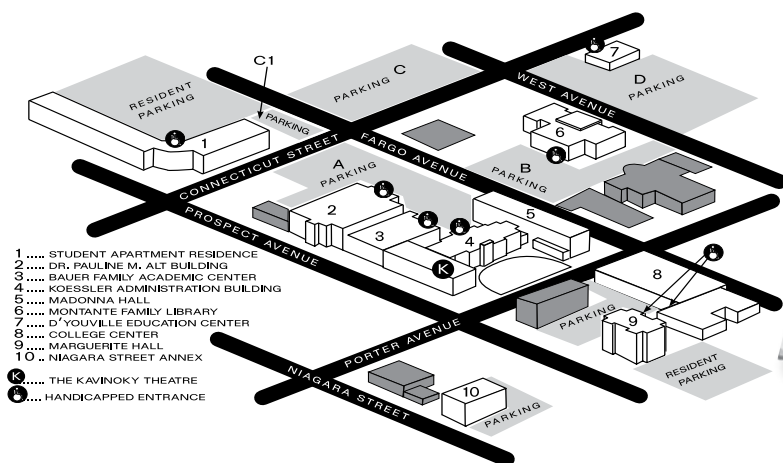 7
C1
C
PARKING
D
PARKING
RESIDENT
PARKING
WEST AVENUE
PARKING
1
6
FARGO AVENUE
CONNECTICUT STREET
A
PARKING
B
PARKING
2
5
3
4
PROSPECT AVENUE
K
1 .... STUDENT APARTMENT RESIDENCE
2 .... DR. PAULINE M. ALT BUILDING
3 .... BAUER FAMILY ACADEMIC CENTER
4 .... KOESSLER ADMINISTRATION BUILDING
5 .... MADONNA HALL
6 .... MONTANTE FAMILY LIBRARY
7 .... D'YOUVILLE EDUCATION CENTER
8 .... COLLEGE CENTER
9 .... MARGUERITE HALL
10 .. NIAGARA STREET ANNEX
K .... THE KAVINOKY THEATRE
.... HANDICAPPED ENTRANCE
8
9
PARKING
PORTER AVENUE
RESIDENT
PARKING
NIAGARA STREET
10
PARKING